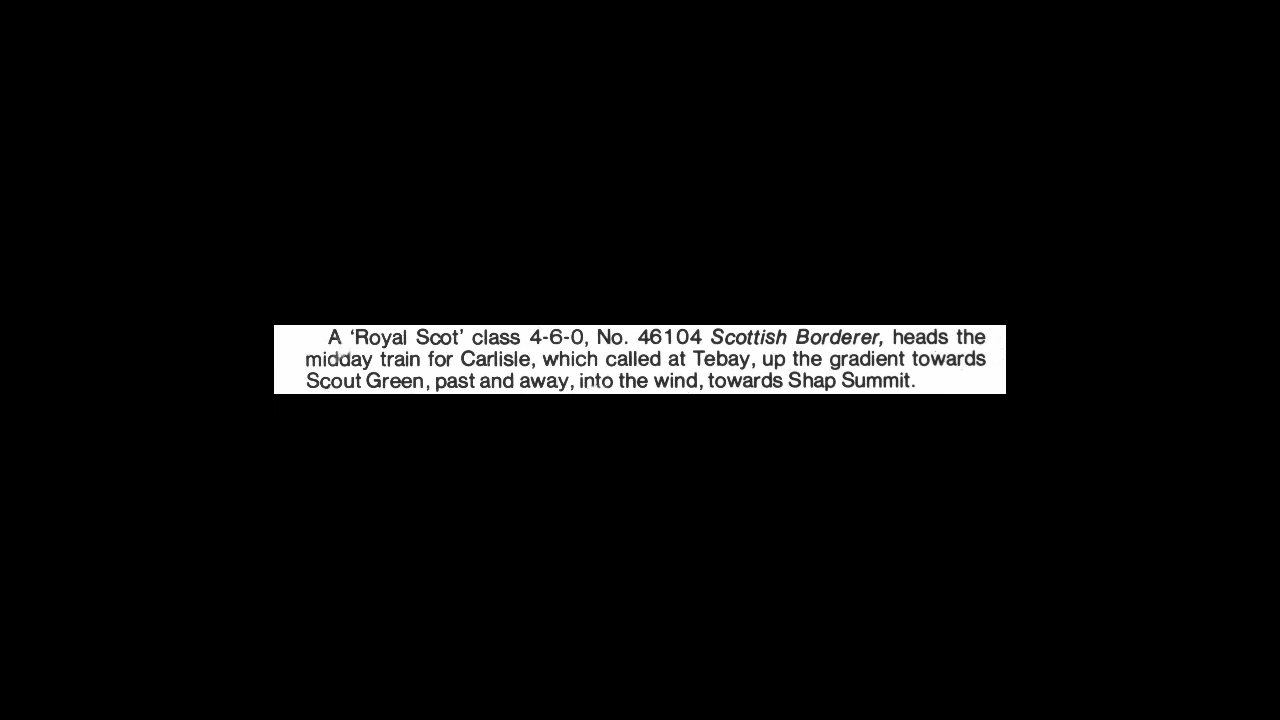 A ‘Royal Scot’ class 4-6-0, No. 46104 Scottish Borderer, heads the
midday train for Carlisle, which called at Tebay, up the gradient towards
Scout Green, past and away, into the wind, towards Shap Summit.